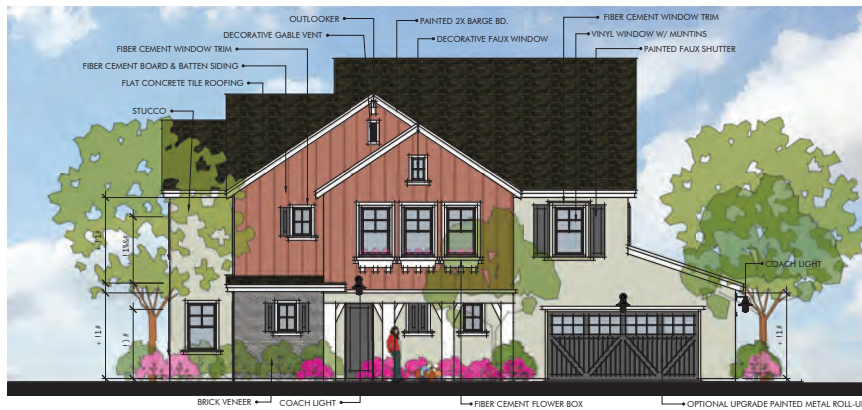 OUTLOOKER
PAINTED 2X BARGE BD.
FIBER CEMENT WINDOW TRIM
DECORATIVE GABLE VENT
DECORATIVE FAUX WINDOW
VINYL WINDOW W/ MUNTINS
FIBER CEMENT WINDOW TRIM
PAINTED FAUX SHUTTER
FIBER CEMENT BOARD & BATTEN SIDING
FLAT CONCRETE TILE ROOFING
STUCCO
COACH LIGHT
BRICK VENEER
COACH LIGHT
FIBER CEMENT FLOWER BOX
OPTIONAL UPGRADE PAINTED METAL ROLL-U